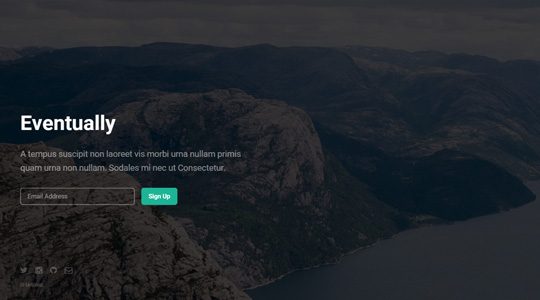 Eventually
A tempus suscipit non laoreet vis morbi urna nullam primis
quam urna non nullam. Sodales mi nec ut Consectetur.
Email Address
Sign Up